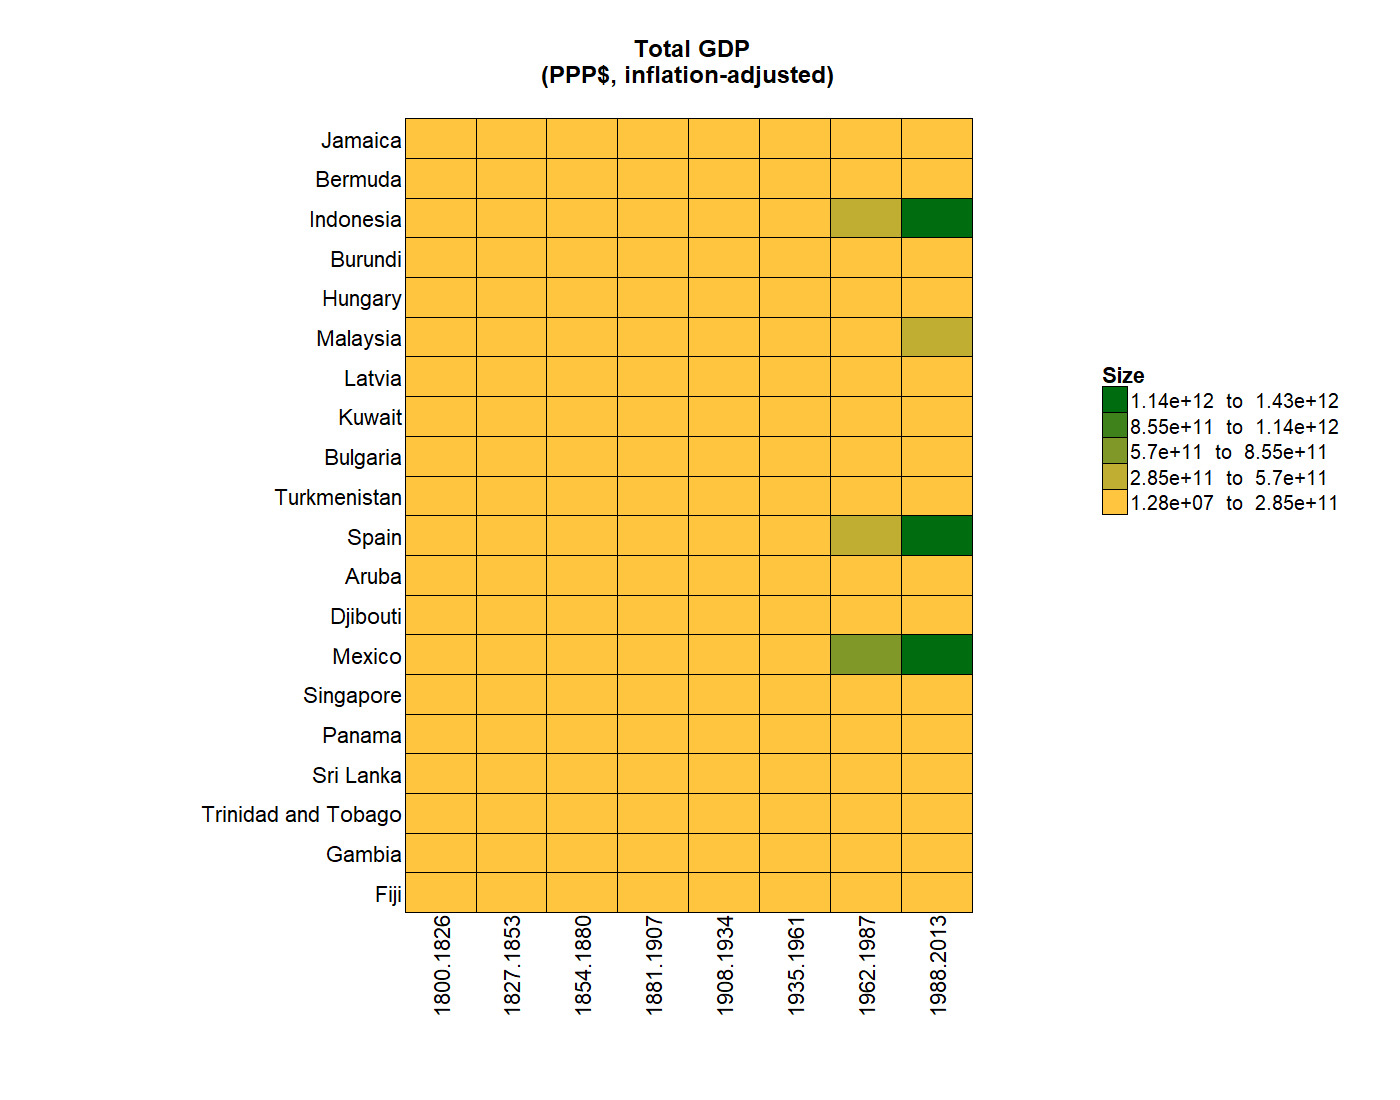 Total GDP
(PPP$, inflation-adjusted)
Jamaica
Bermuda
Indonesia
Burundi
Hungary
Malaysia
Latvia
Kuwait
Bulgaria
Turkmenistan
Spain
Aruba
Djibouti
Mexico
Singapore
Panama
Sri Lanka
Trinidad and Tobago
Gambia
Fiji
1800.1826
1827.1853
1854.1880
1881.1907
1908.1934
1935.1961
1962.1987
1988.2013
Size
1.14e+12 to 1.43e+12
8.55e+11 to 1.14e+12
5.7e+11 to 8.55e+11
2.85e+11 to 5.7e+11
1.28e+07 to 2.85e+11